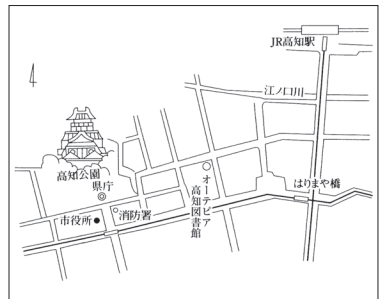 JR高知駅
江ノ口川
高知公園
県庁
市役所
消防署
オーテピア
高知図書館
はりまや橋